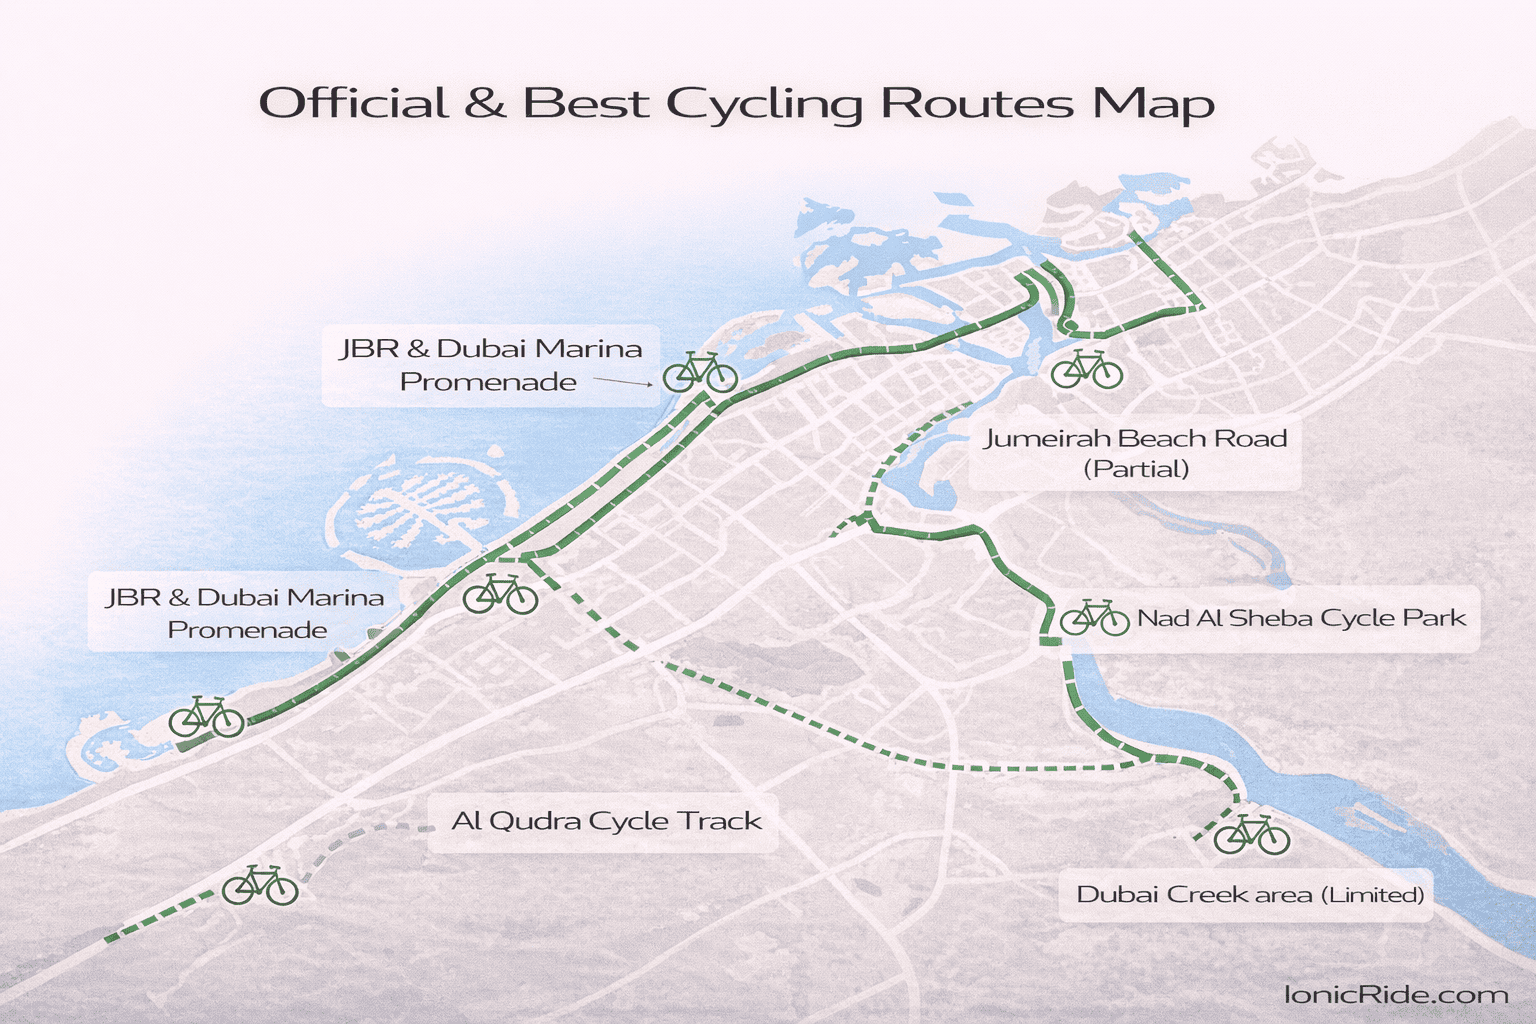 Official & Best Cycling Routes Map
JBR & Dubai Marina
Promenade
Jumeirah Beach Road
(Partial)
JBR & Dubai Marina
Promenade
Nad Al Sheba Cycle Park
Al Qudra Cycle Track
Dubai Creek area (Limited)
IonicRide.com